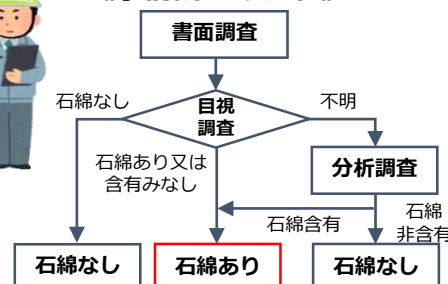 書面調査
石綿なし
目視
調査
不明
石綿あり又は
含有みなし
分析調査
石綿含有
石綿
非含有
石綿なし
石綿あり
石綿なし